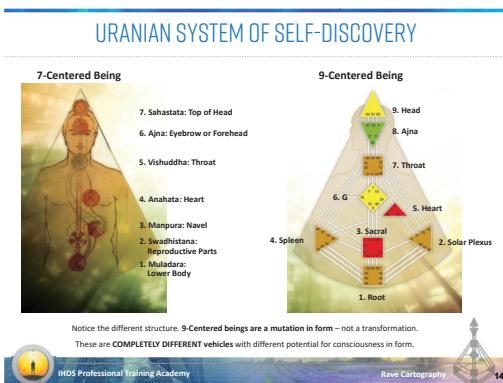 URANIAN SYSTEM OF SELF-DISCOVERY
7-Centered Being
7. Sahastata: Top of Head
6. Ajna: Eyebrow or Forehead
5. Vishuddha: Throat
4. Anahata: Heart
3. Manpura: Navel
2. Swadhistana:
Reproductive Parts
1. Muladara:
Lower Body
9-Centered Being
9. Head
8. Ajna
7. Throat
6. G
5. Heart
3. Sacral
4. Spleen
2. Solar Plexus
1. Root
Notice the different structure. 9-Centered beings are a mutation in form – not a transformation.
These are COMPLETELY DIFFERENT vehicles with different potential for consciousness in form.
IHDS Professional Training Academy
Rave Cartography
14